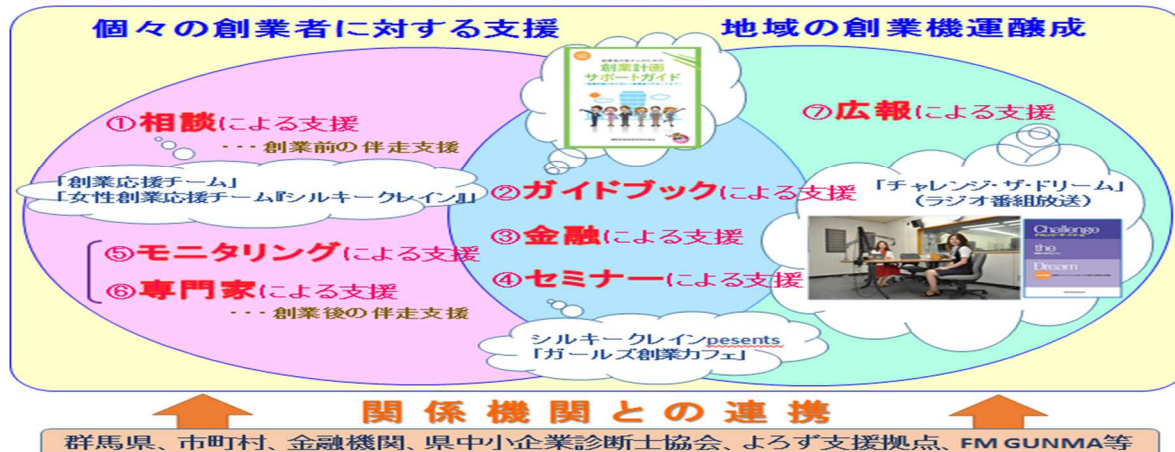 個々の創業者に対する支援
地域の創業機運醸成
創業計画
サポートガイド
①相談による支援
・・・創業前の伴走支援
「創業応援チーム」
「女性創業応援チーム『シルキークレイン』」
⑤モニタリングによる支援
⑥専門家による支援
・・・創業後の伴走支援
②ガイドブックによる支援
③金融による支援
④セミナーによる支援
シルキークレインpesents
「ガールズ創業カフェ」
⑦広報による支援
「チャレンジ・ザ・ドリーム」
（ラジオ番組放送）
Challenge
the
Dream
関係機関との連携
群馬県、市町村、金融機関、県中小企業診断士協会、よろず支援拠点、FM GUNMA等